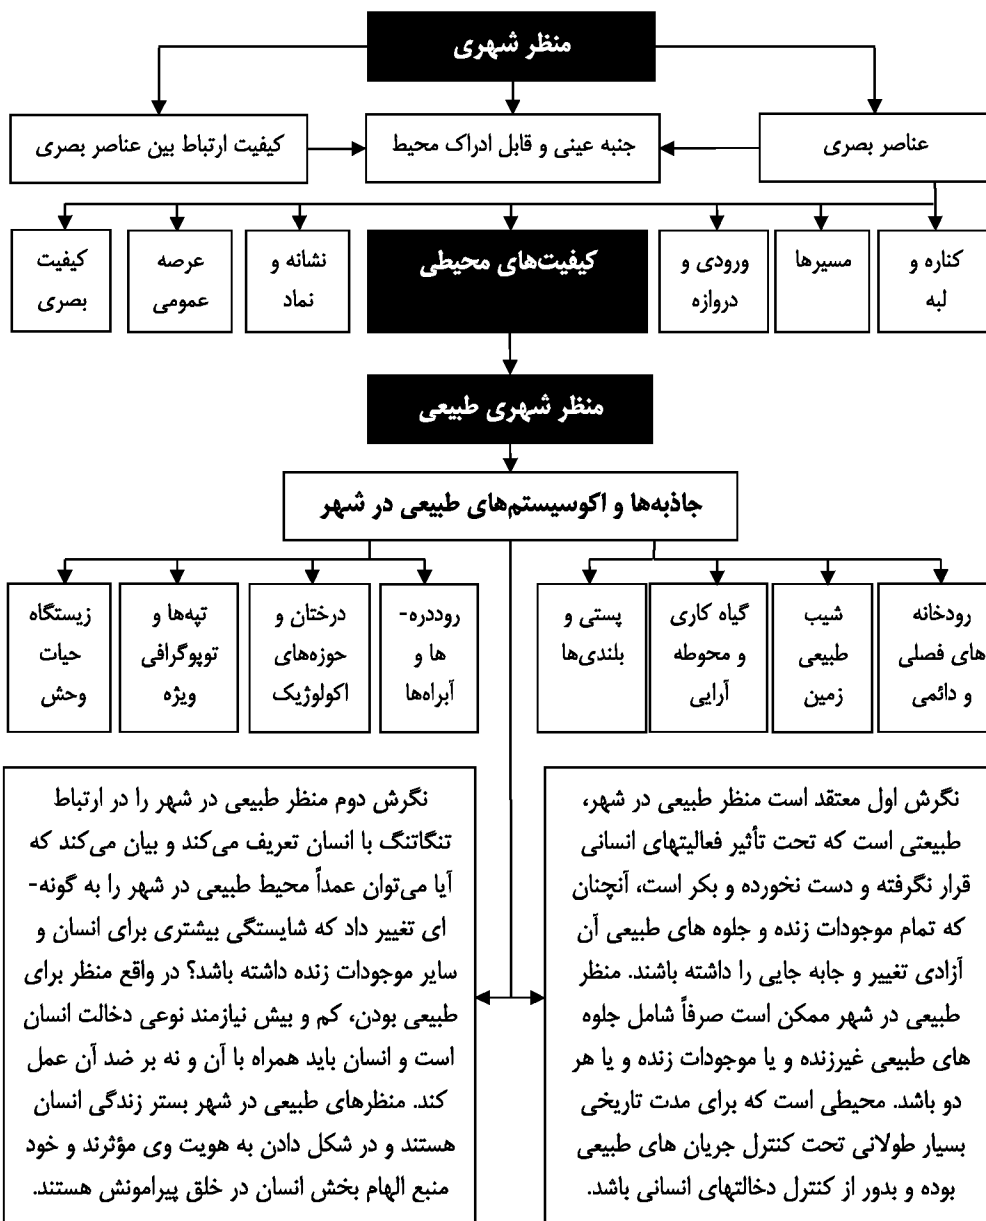 منظر شهری
عناصر بصری
جنبه عینی و قابل ادراک محیط
کیفیت ارتباط بین عناصر بصری
کناره و
لبه
مسیرها
ورودی و
دروازه
کیفیت‌های محیطی
نشانه و
نماد
عرصه
عمومی
کیفیت
بصری
منظر شهری طبیعی
جاذبه‌ها و اکوسیستم‌های طبیعی در شهر
رودخانه
های فصلی
و دائمی
شیب
طبیعی
زمین
گیاه کاری
و محوطه
آرایی
پستی و
بلندی‌ها
روددره-
ها و
آبراه‌ها
درختان و
حوزه‌های
اکولوژیک
تپه‌ها و
توپوگرافی
ویژه
زیستگاه
حیات
وحش
نگرش اول معتقد است منظر طبیعی در شهر،
طبیعتی است که تحت تأثیر فعالیتهای انسانی
قرار نگرفته و دست نخورده و بکر است، آنچنان
که تمام موجودات زنده و جلوه های طبیعی آن
آزادی تغییر و جابه جایی را داشته باشند. منظر
طبیعی در شهر ممکن است صرفاً شامل جلوه
های طبیعی غیرزنده و یا موجودات زنده و یا هر
دو باشد. محیطی است که برای مدت تاریخی
بسیار طولانی تحت کنترل جریان های طبیعی
بوده و بدور از کنترل دخالتهای انسانی باشد.
نگرش دوم منظر طبیعی در شهر را در ارتباط
تنگاتنگ با انسان تعریف می‌کند و بیان می‌کند که
آیا می‌توان عمداً محیط طبیعی در شهر را به گونه-
ای تغییر داد که شایستگی بیشتری برای انسان و
سایر موجودات زنده داشته باشد؟ در واقع منظر برای
طبیعی بودن، کم و بیش نیازمند نوعی دخالت انسان
است و انسان باید همراه با آن و نه بر ضد آن عمل
کند. منظرهای طبیعی در شهر بستر زندگی انسان
هستند و در شکل دادن به هویت وی مؤثرند و خود
منبع الهام بخش انسان در خلق پیرامونش هستند.